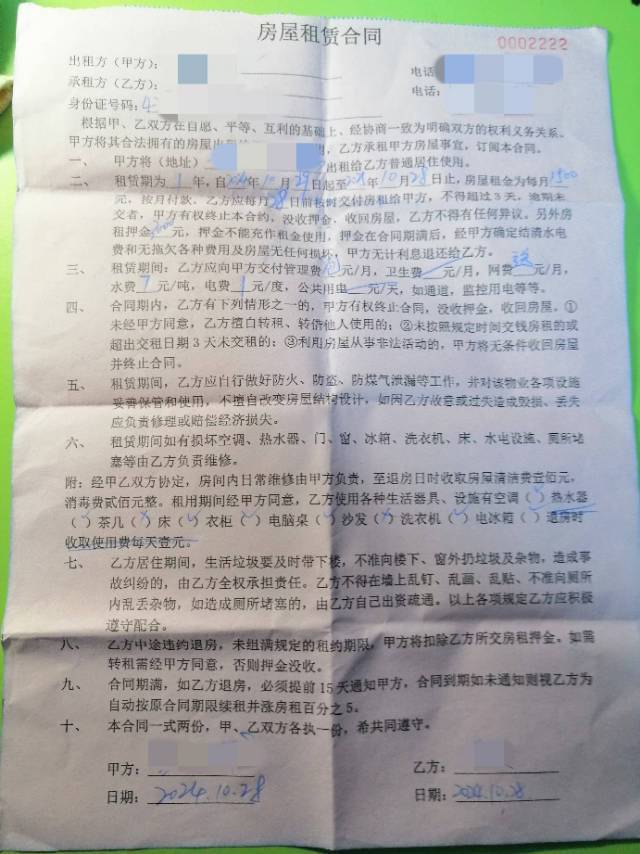 房屋租赁合同
0002222
出租方（甲方）：
电话
承租方（乙方）：
电话：
身份证号码：
根据甲、乙双方在自愿、平等、互利的基础上、经协商一致为明确双方的权利义务关系。
甲方将其合法拥有的房屋出租 ，乙方承租甲方房屋事宜，订阅本合同。
一、 甲方将（地址） 出租给乙方普通居住使用。
二、 租赁期为1年，自 年10月29日起至 年10月28日止，房屋租金为每月1500
元，按月付款。乙方应每月28日前按时交付房租给甲方，不得超过3天，逾期未
交者，甲方有权终止本合约，没收押金、收回房屋，乙方不得有任何异议。另外房
租押金 元，押金不能充作租金使用，押金在合同期满后，经甲方确定结清水电
费和无拖欠各种费用及房屋无任何损坏，甲方无计利息退还给乙方。
三、 租赁期间：乙方应向甲方交付管理费包元/月，卫生费 元/月，网费送元/月，
水费7元/吨，电费1元/度，公共用电 元/天，如通道，监控用电等等。
四、 合同期内，乙方有下列情形之一的，甲方有权终止合同，没收押金，收回房屋。①
未经甲方同意，乙方擅自转租、转借他人使用的；②未按照规定时间交钱房租的或
超出交租日期3天未交租的：③利用房屋从事非法活动的，甲方将无条件收回房屋
并终止合同。
五、 租赁期间，乙方应自行做好防火、防盗、防煤气泄漏等工作，并对该物业各项设施
妥善保管和使用，不擅自改变房屋结构设计，如因乙方故意或过失造成毁损、丢失
应负责修理或赔偿经济损失。
六、 租赁期间如有损坏空调、热水器、门、窗、冰箱、洗衣机、床、水电设施、厕所堵
塞等由乙方负责维修。
附：经甲乙双方协定，房间内日常维修由甲方负责，至退房日时收取房屋清洁费壹佰元，
消毒费贰佰元整。租用期间经甲方同意，乙方使用各种生活器具、设施有空调（✓）热水器
（✓）茶几（✓）床（✓）衣柜（✓）电脑桌（✓）沙发（✓）洗衣机（✓）电冰箱（ ）退房时
收取使用费每天壹元。
七、 乙方居住期间，生活垃圾要及时带下楼，不准向楼下、窗外扔垃圾及杂物，造成事
故纠纷的，由乙方全权承担责任。乙方不得在墙上乱钉、乱画、乱贴、不准向厕所
内乱丢杂物，如造成厕所堵塞的，由乙方自己出资疏通。以上各项规定乙方应积极
遵守配合。
八、 乙方中途违约退房，未组满规定的租约期限，甲方将扣除乙方所交房租押金。如需
转租需经甲方同意，否则押金没收。
九、 合同期满，如乙方退房，必须提前15天通知甲方，合同到期如未通知则视乙方为
自动按原合同期限续租并涨房租百分之5。
十、 本合同一式两份，甲、乙双方各执一份，希共同遵守。
甲方：
乙方：
日期：2024.10.28
日期：2024.10.28